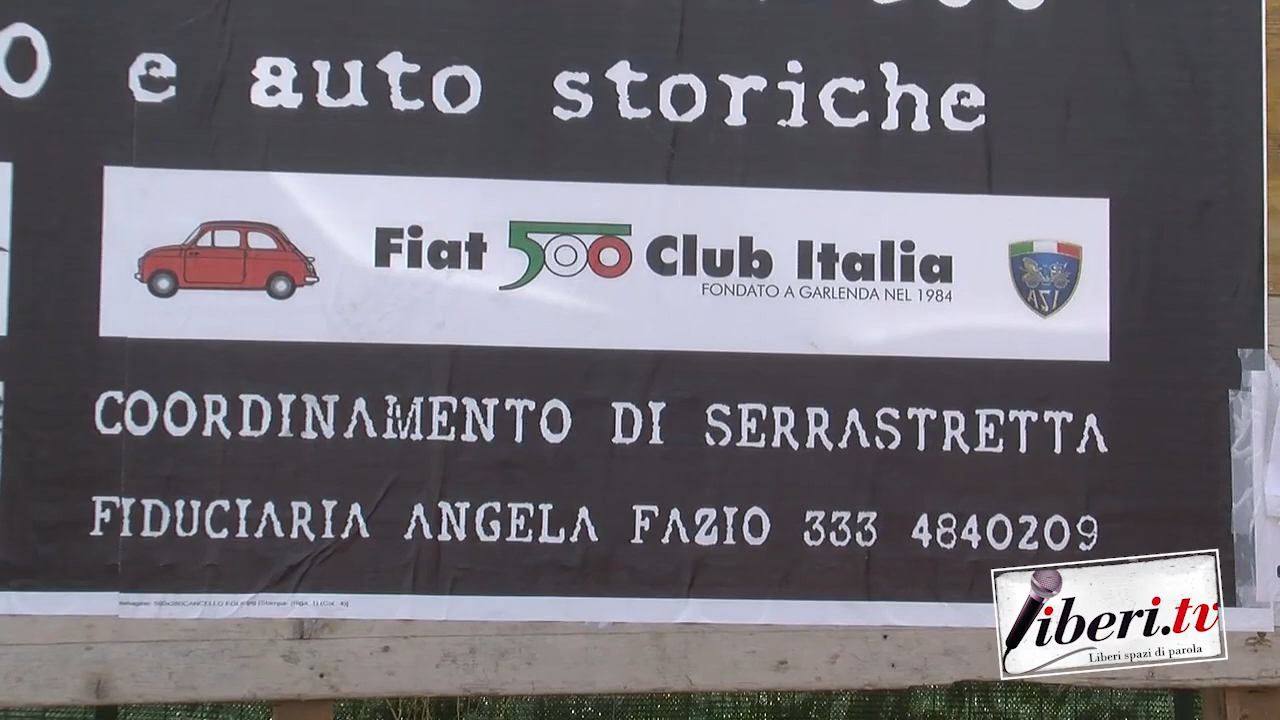 O e auto storiche
Fiat 500 Club Italia
FONDATO A GARLENDA NEL 1984
ASI
COORDINAMENTO DI SERRASTRETTA
FIDUCIARIA ANGELA FAZIO 333 4840209
liberi.tv
Liberi spazi di parola